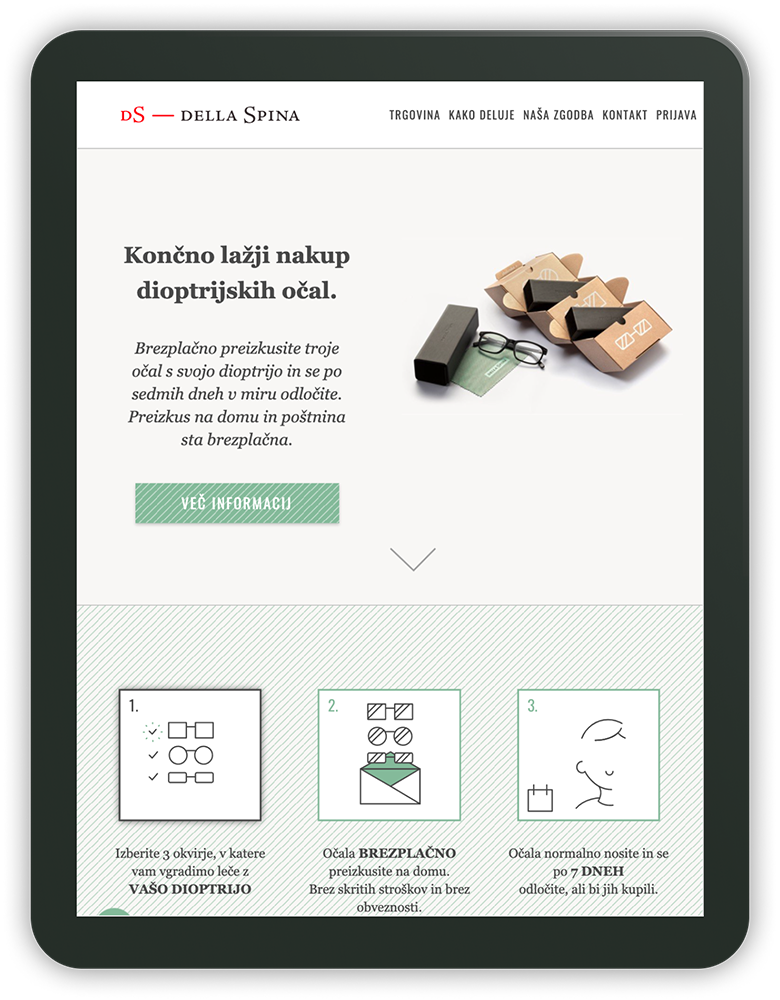 DS — DELLA SPINA
TRGOVINA KAKO DELUJE NAŠA ZGODBA KONTAKT PRIJAVA
Končno lažji nakup
dioptrijskih očal.
Brezplačno preizkusite troje
očal s svojo dioptrijo in se po
sedmih dneh v miru odločite.
Preizkus na domu in poštnina
sta brezplačna.
VEČ INFORMACIJ
1.
2.
3.
Izberite 3 okvirje, v katere
vam vgradimo leče z
VAŠO DIOPTRIJO
Očala BREZPLAČNO
preizkusite na domu.
Brez skritih stroškov in brez
obveznosti.
Očala normalno nosite in se
po 7 DNEH
odločite, ali bi jih kupili.